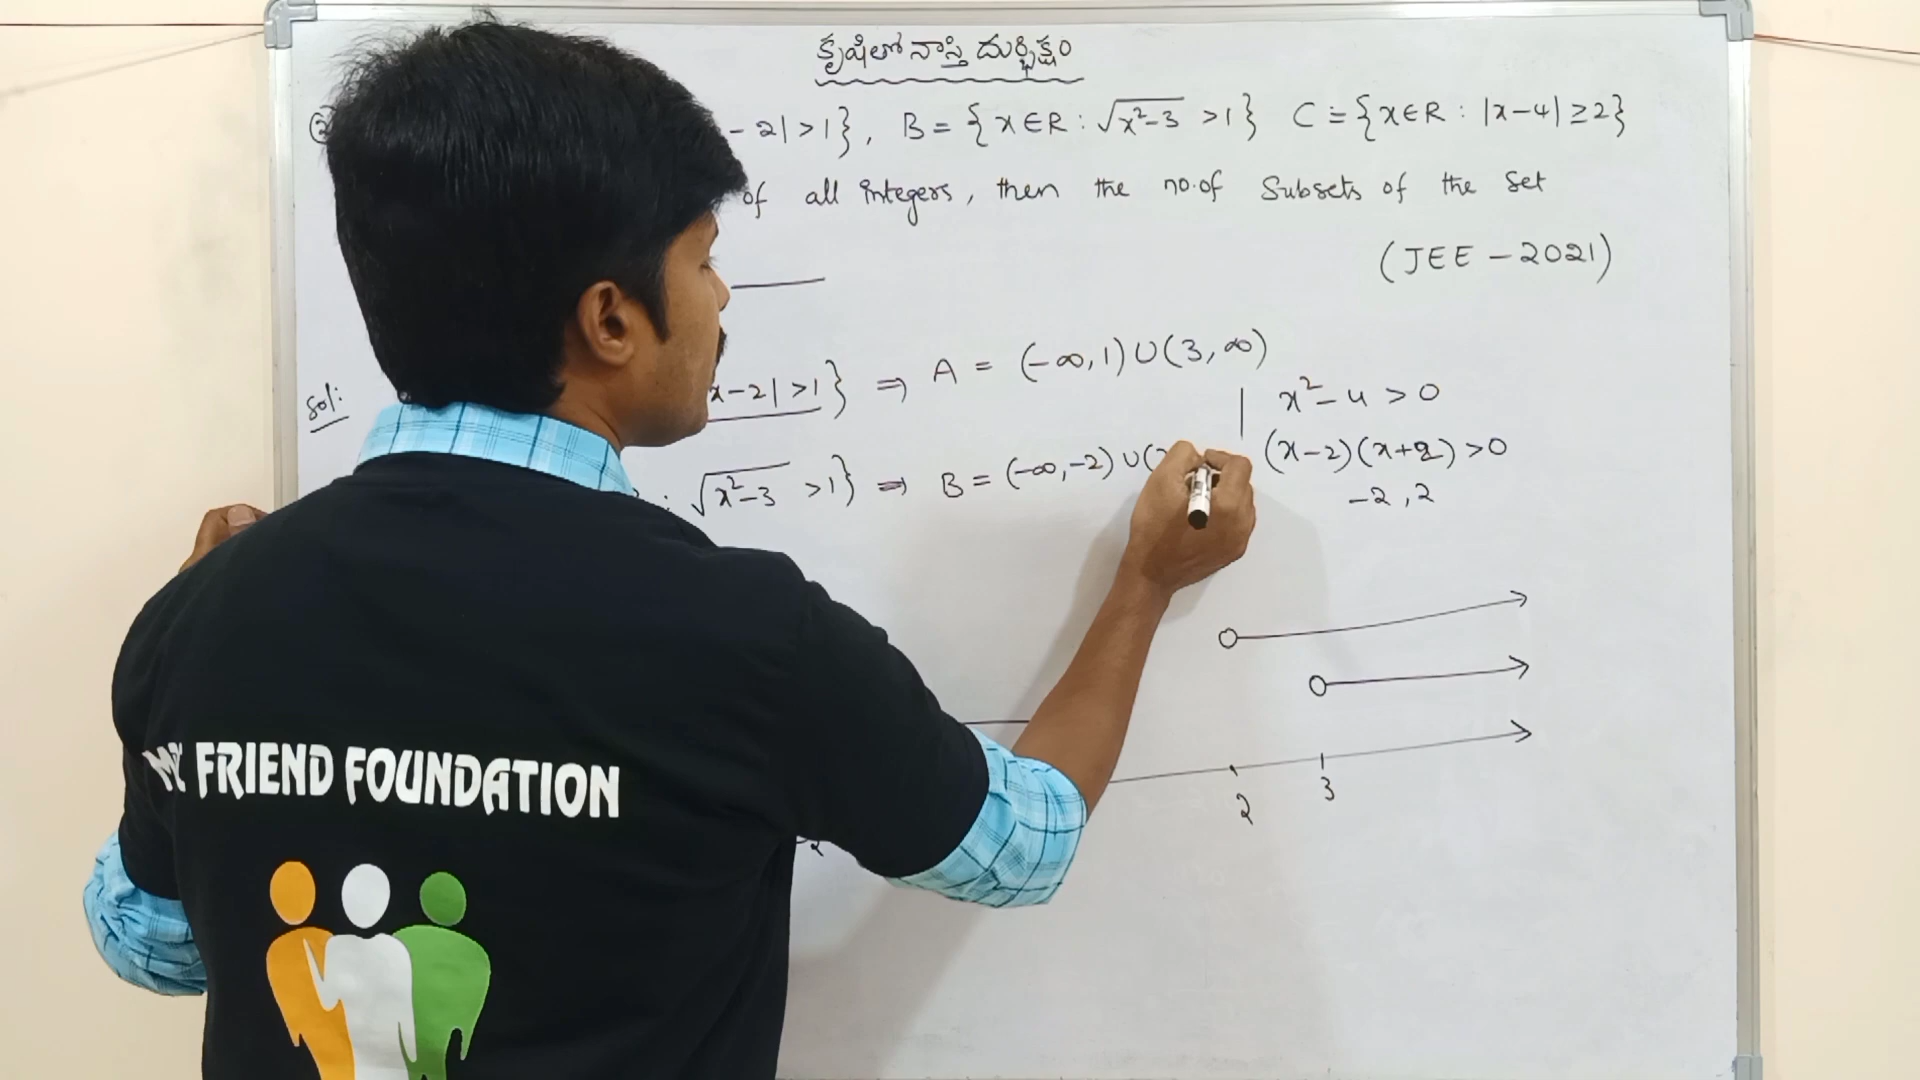 కృషితో నాస్తి దుర్భిక్షం
- 2| > 1}, B = {x ∈ R : √(x²-3) > 1} C = {x ∈ R : |x-4| ≥ 2}
of all integers, then the no.of Subsets of the set
(JEE - 2021)
Sol:
x-2| > 1} ⇒ A = (-∞, 1) ∪ (3, ∞)
: √(x²-3) > 1} ⇒ B = (-∞, -2) ∪ (
x² - 4 > 0
(x-2)(x+2) > 0
-2, 2
2
3
FRIEND FOUNDATION